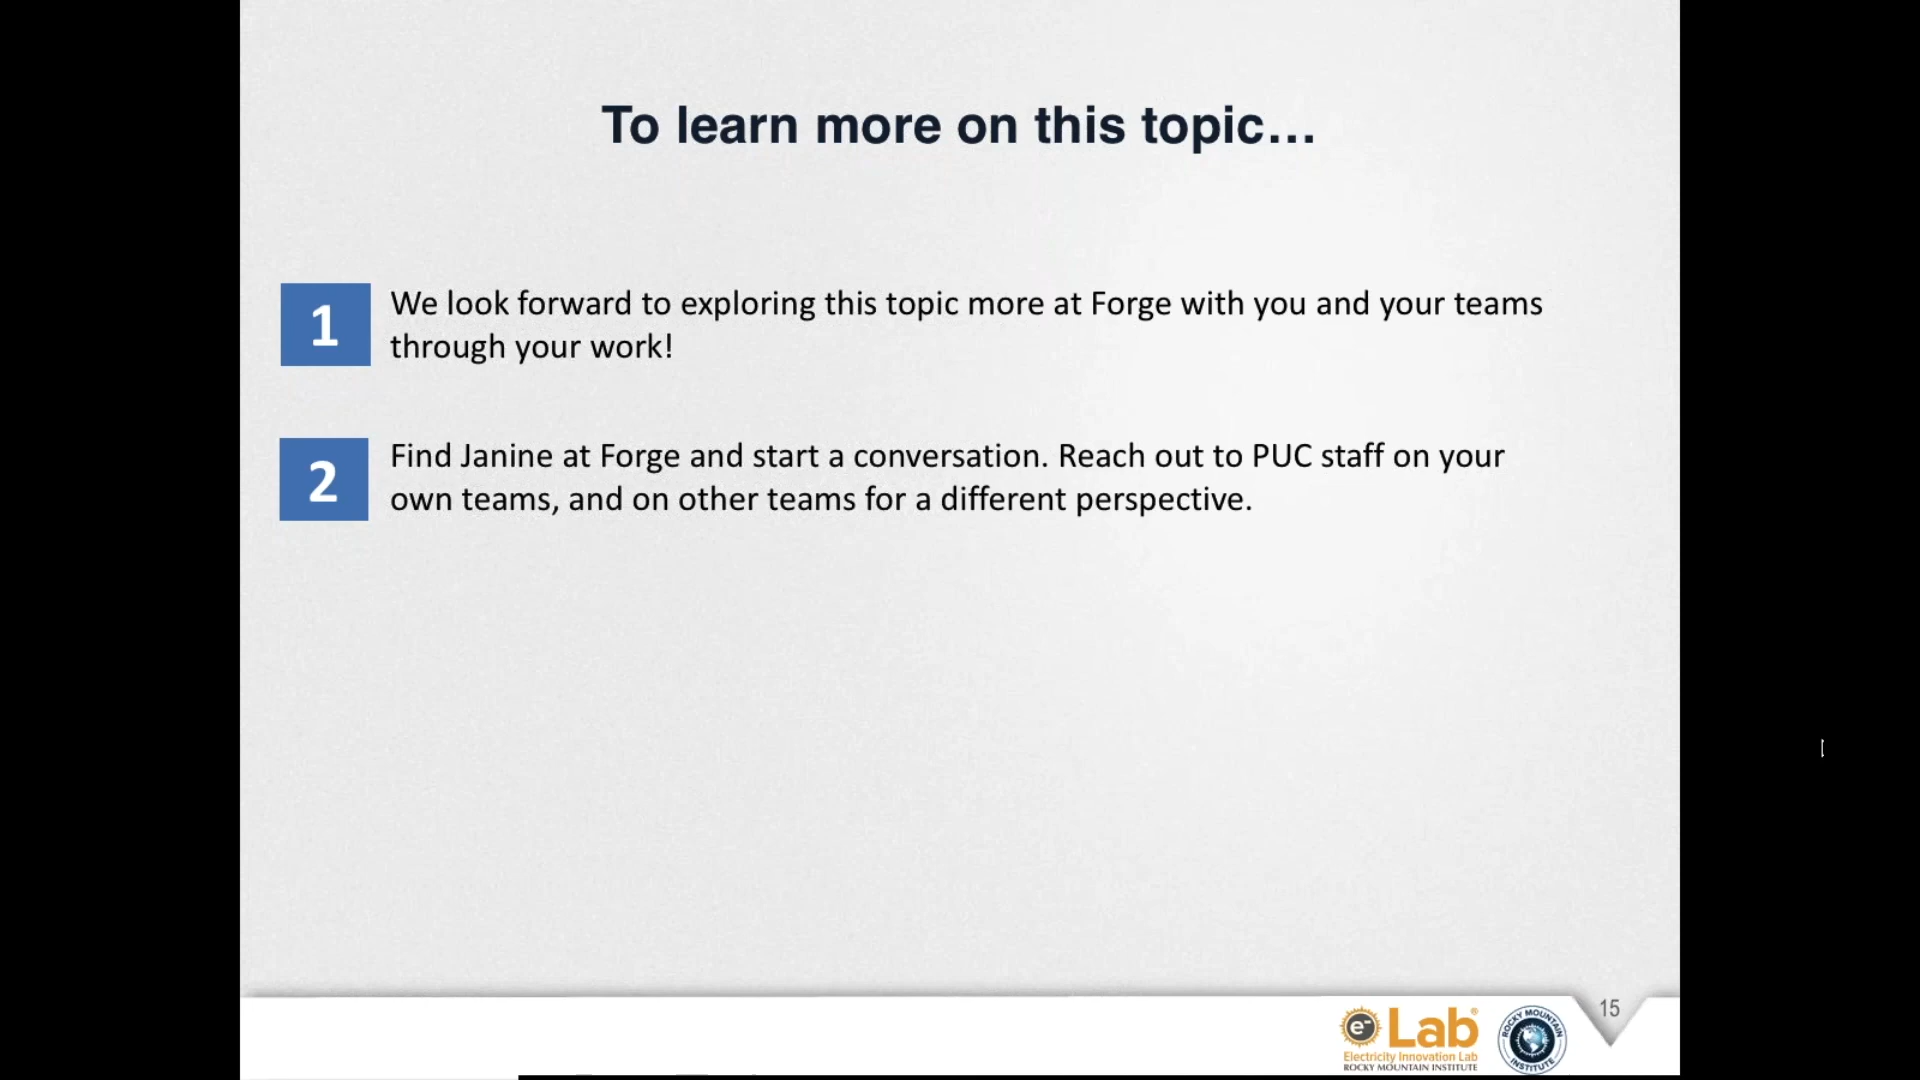 To learn more on this topic...
1
We look forward to exploring this topic more at Forge with you and your teams
through your work!
2
Find Janine at Forge and start a conversation. Reach out to PUC staff on your
own teams, and on other teams for a different perspective.
15
e- Lab®
Electricity Innovation Lab
ROCKY MOUNTAIN INSTITUTE
ROCKY MOUNTAIN
INSTITUTE